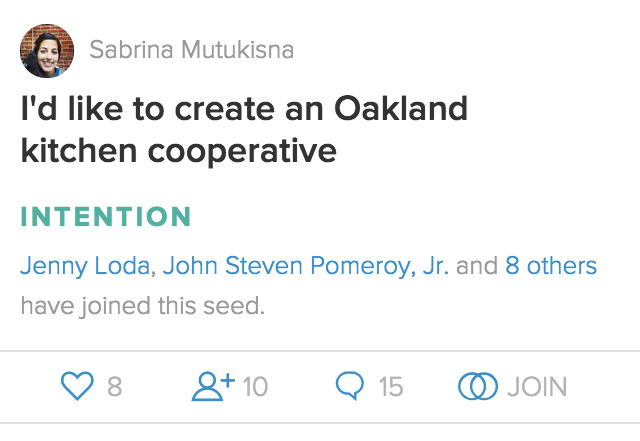 Sabrina Mutukisna
I'd like to create an Oakland
kitchen cooperative
INTENTION
Jenny Loda, John Steven Pomeroy, Jr. and 8 others
have joined this seed.
8 10 15 JOIN